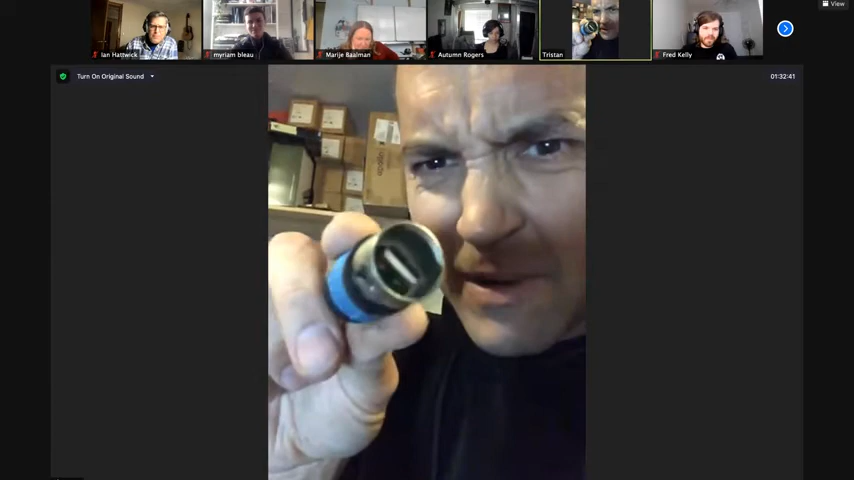 View
Ian Hattwick
myriam bleau
Marije Baalman
Autumn Rogers
Tristan
Fred Kelly
Turn On Original Sound
01:32:41